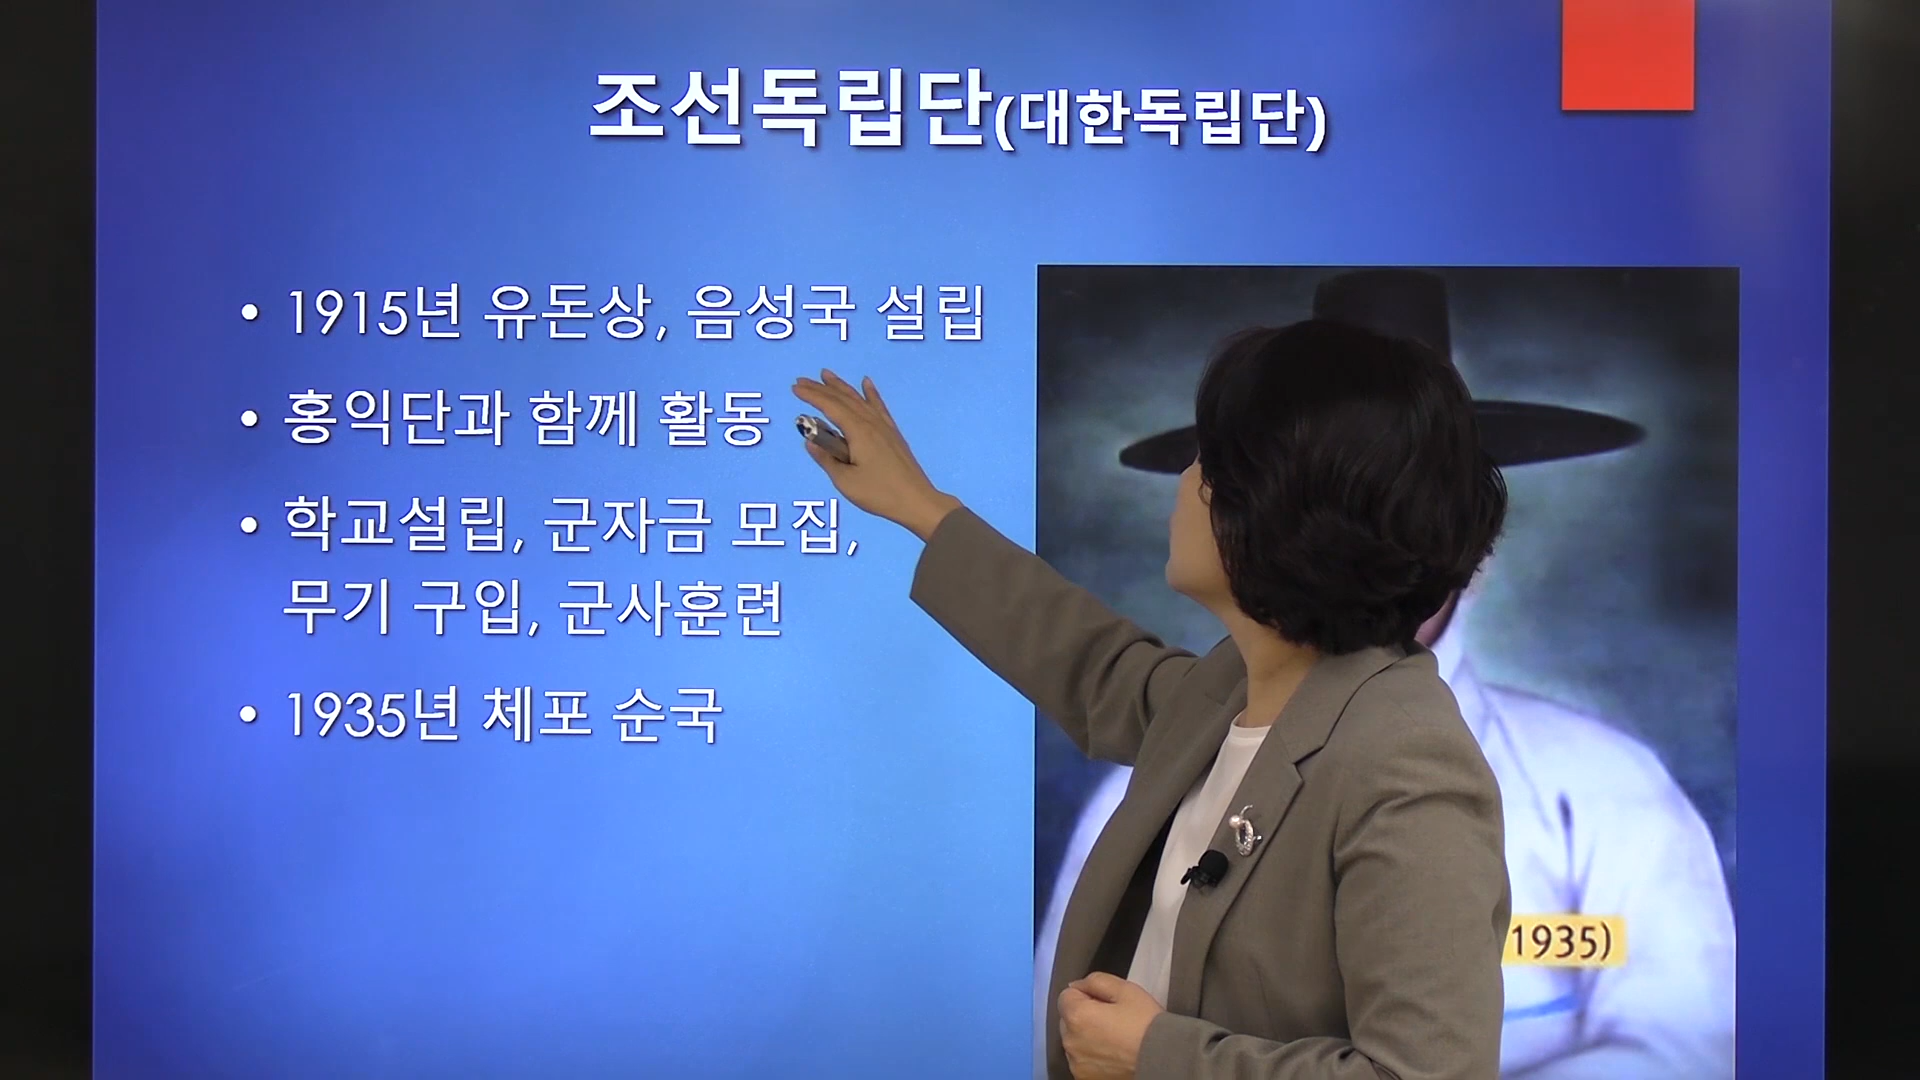 조선독립단(대한독립단)
• 1915년 유돈상, 음성국 설립
• 홍익단과 함께 활동
• 학교설립, 군자금 모집,
무기 구입, 군사훈련
• 1935년 체포 순국
1935)